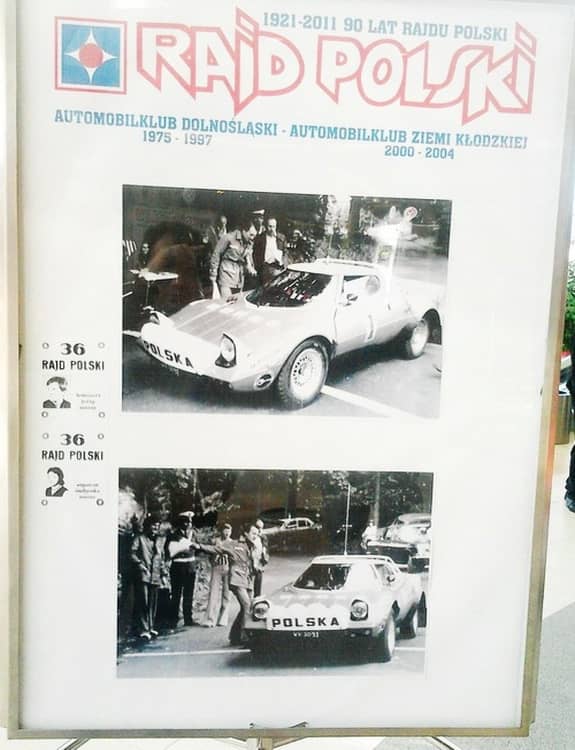 1921-2011 90 LAT RAJDU POLSKI
RAJD POLSKI
AUTOMOBILKLUB DOLNOŚLĄSKI - AUTOMOBILKLUB ZIEMI KŁODZKIEJ
1975 - 1997
2000 - 2004
POLSKA
36
RAJD POLSKI
36
RAJD POLSKI
POLSKA